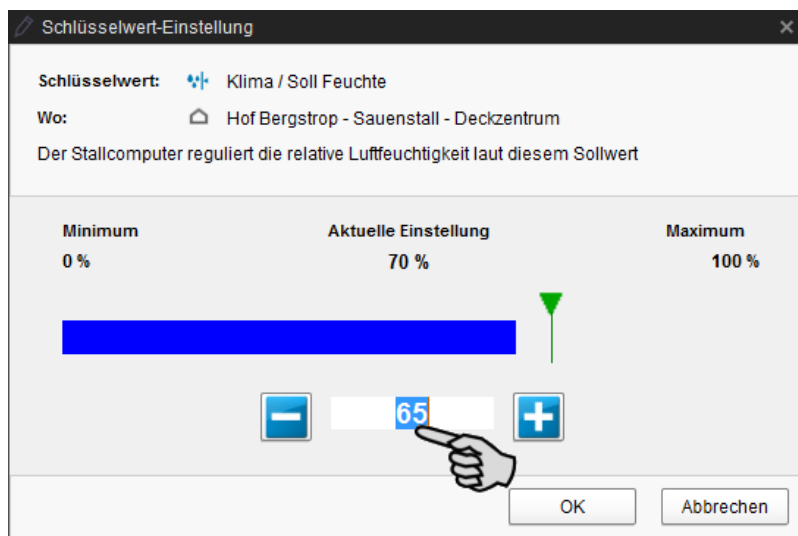 Schlüsselwert-Einstellung
Schlüsselwert: Klima / Soll Feuchte
Wo: Hof Bergstrop - Sauenstall - Deckzentrum
Der Stallcomputer reguliert die relative Luftfeuchtigkeit laut diesem Sollwert
Minimum Aktuelle Einstellung Maximum
0 % 70 % 100 %
65
OK Abbrechen